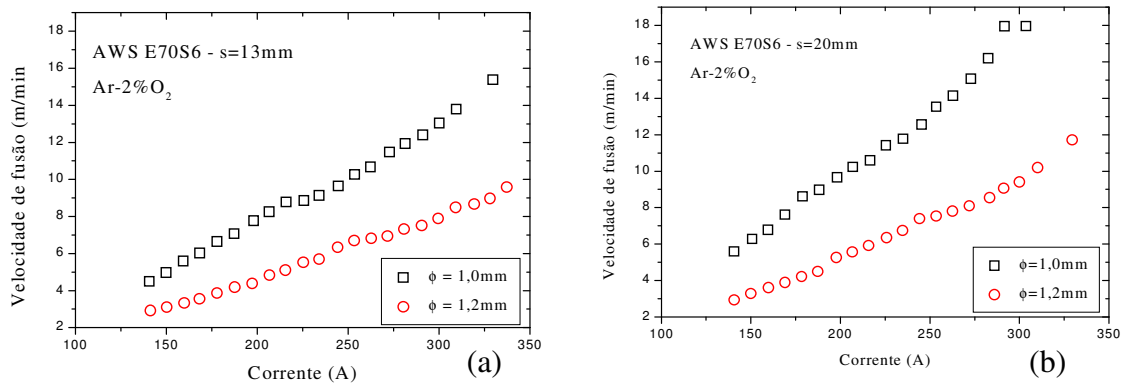 Velocidade de fusão (m/min)
18
16
14
12
10
8
6
4
2
AWS E70S6 - s=13mm
Ar-2%O₂
ϕ = 1,0mm
ϕ = 1,2mm
100 150 200 250 300 350
Corrente (A)
(a)
Velocidade de fusão (m/min)
18
16
14
12
10
8
6
4
2
AWS E70S6 - s=20mm
Ar-2%O₂
ϕ=1,0mm
ϕ=1,2mm
100 150 200 250 300 350
Corrente (A)
(b)